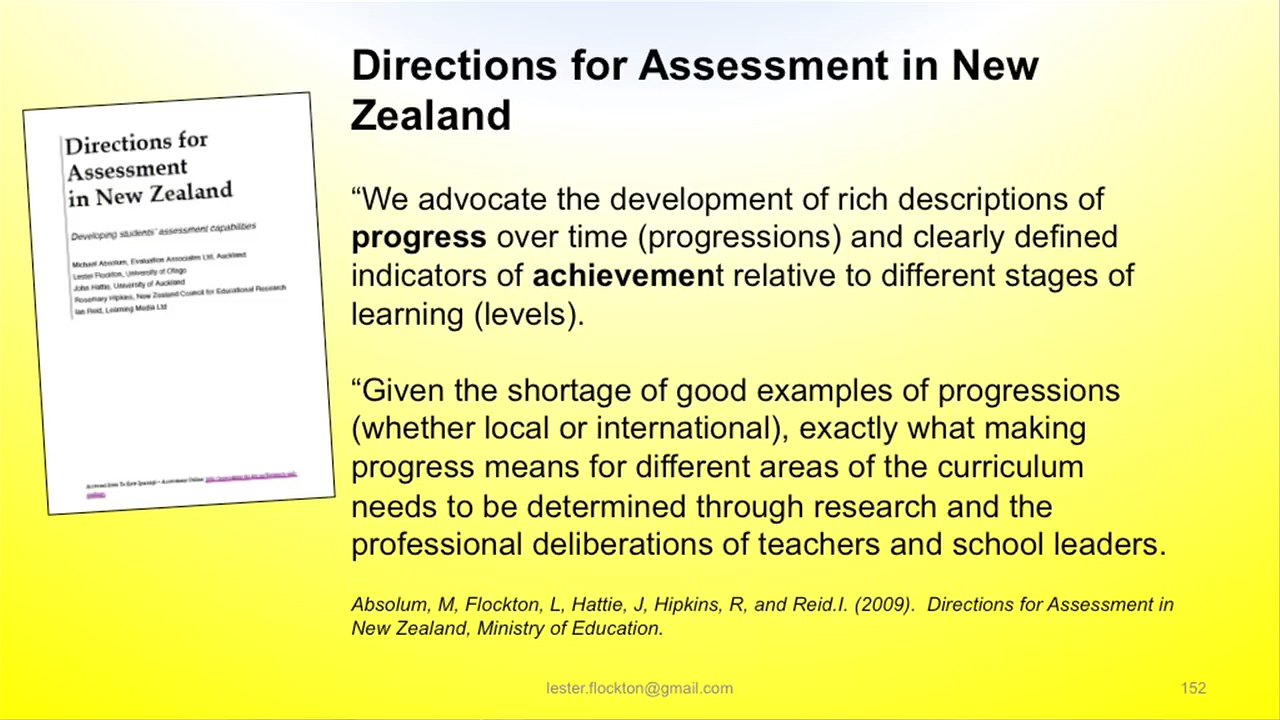 Directions for Assessment in New
Zealand
Directions for
Assessment
in New Zealand
Developing students' assessment capabilities
Michael Absolum, Evaluation Associates Ltd, Auckland
Lester Flockton, University of Otago
John Hattie, University of Auckland
Rosemary Hipkins, New Zealand Council for Educational Research
Ian Reid, Learning Media Ltd
“We advocate the development of rich descriptions of
progress over time (progressions) and clearly defined
indicators of achievement relative to different stages of
learning (levels).
“Given the shortage of good examples of progressions
(whether local or international), exactly what making
progress means for different areas of the curriculum
needs to be determined through research and the
professional deliberations of teachers and school leaders.
Absolum, M, Flockton, L, Hattie, J, Hipkins, R, and Reid.I. (2009).  Directions for Assessment in
New Zealand, Ministry of Education.
lester.flockton@gmail.com
152